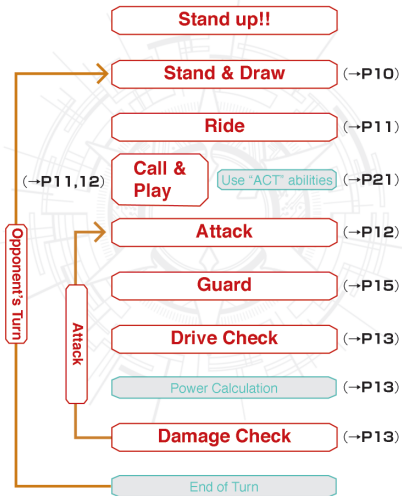 Stand up!!
Stand & Draw (→P10)
Ride (→P11)
(→P11,12) Call & Play
Use “ACT” abilities (→P21)
Attack (→P12)
Guard (→P15)
Drive Check (→P13)
Power Calculation (→P13)
Damage Check (→P13)
End of Turn
Opponent's Turn
Attack